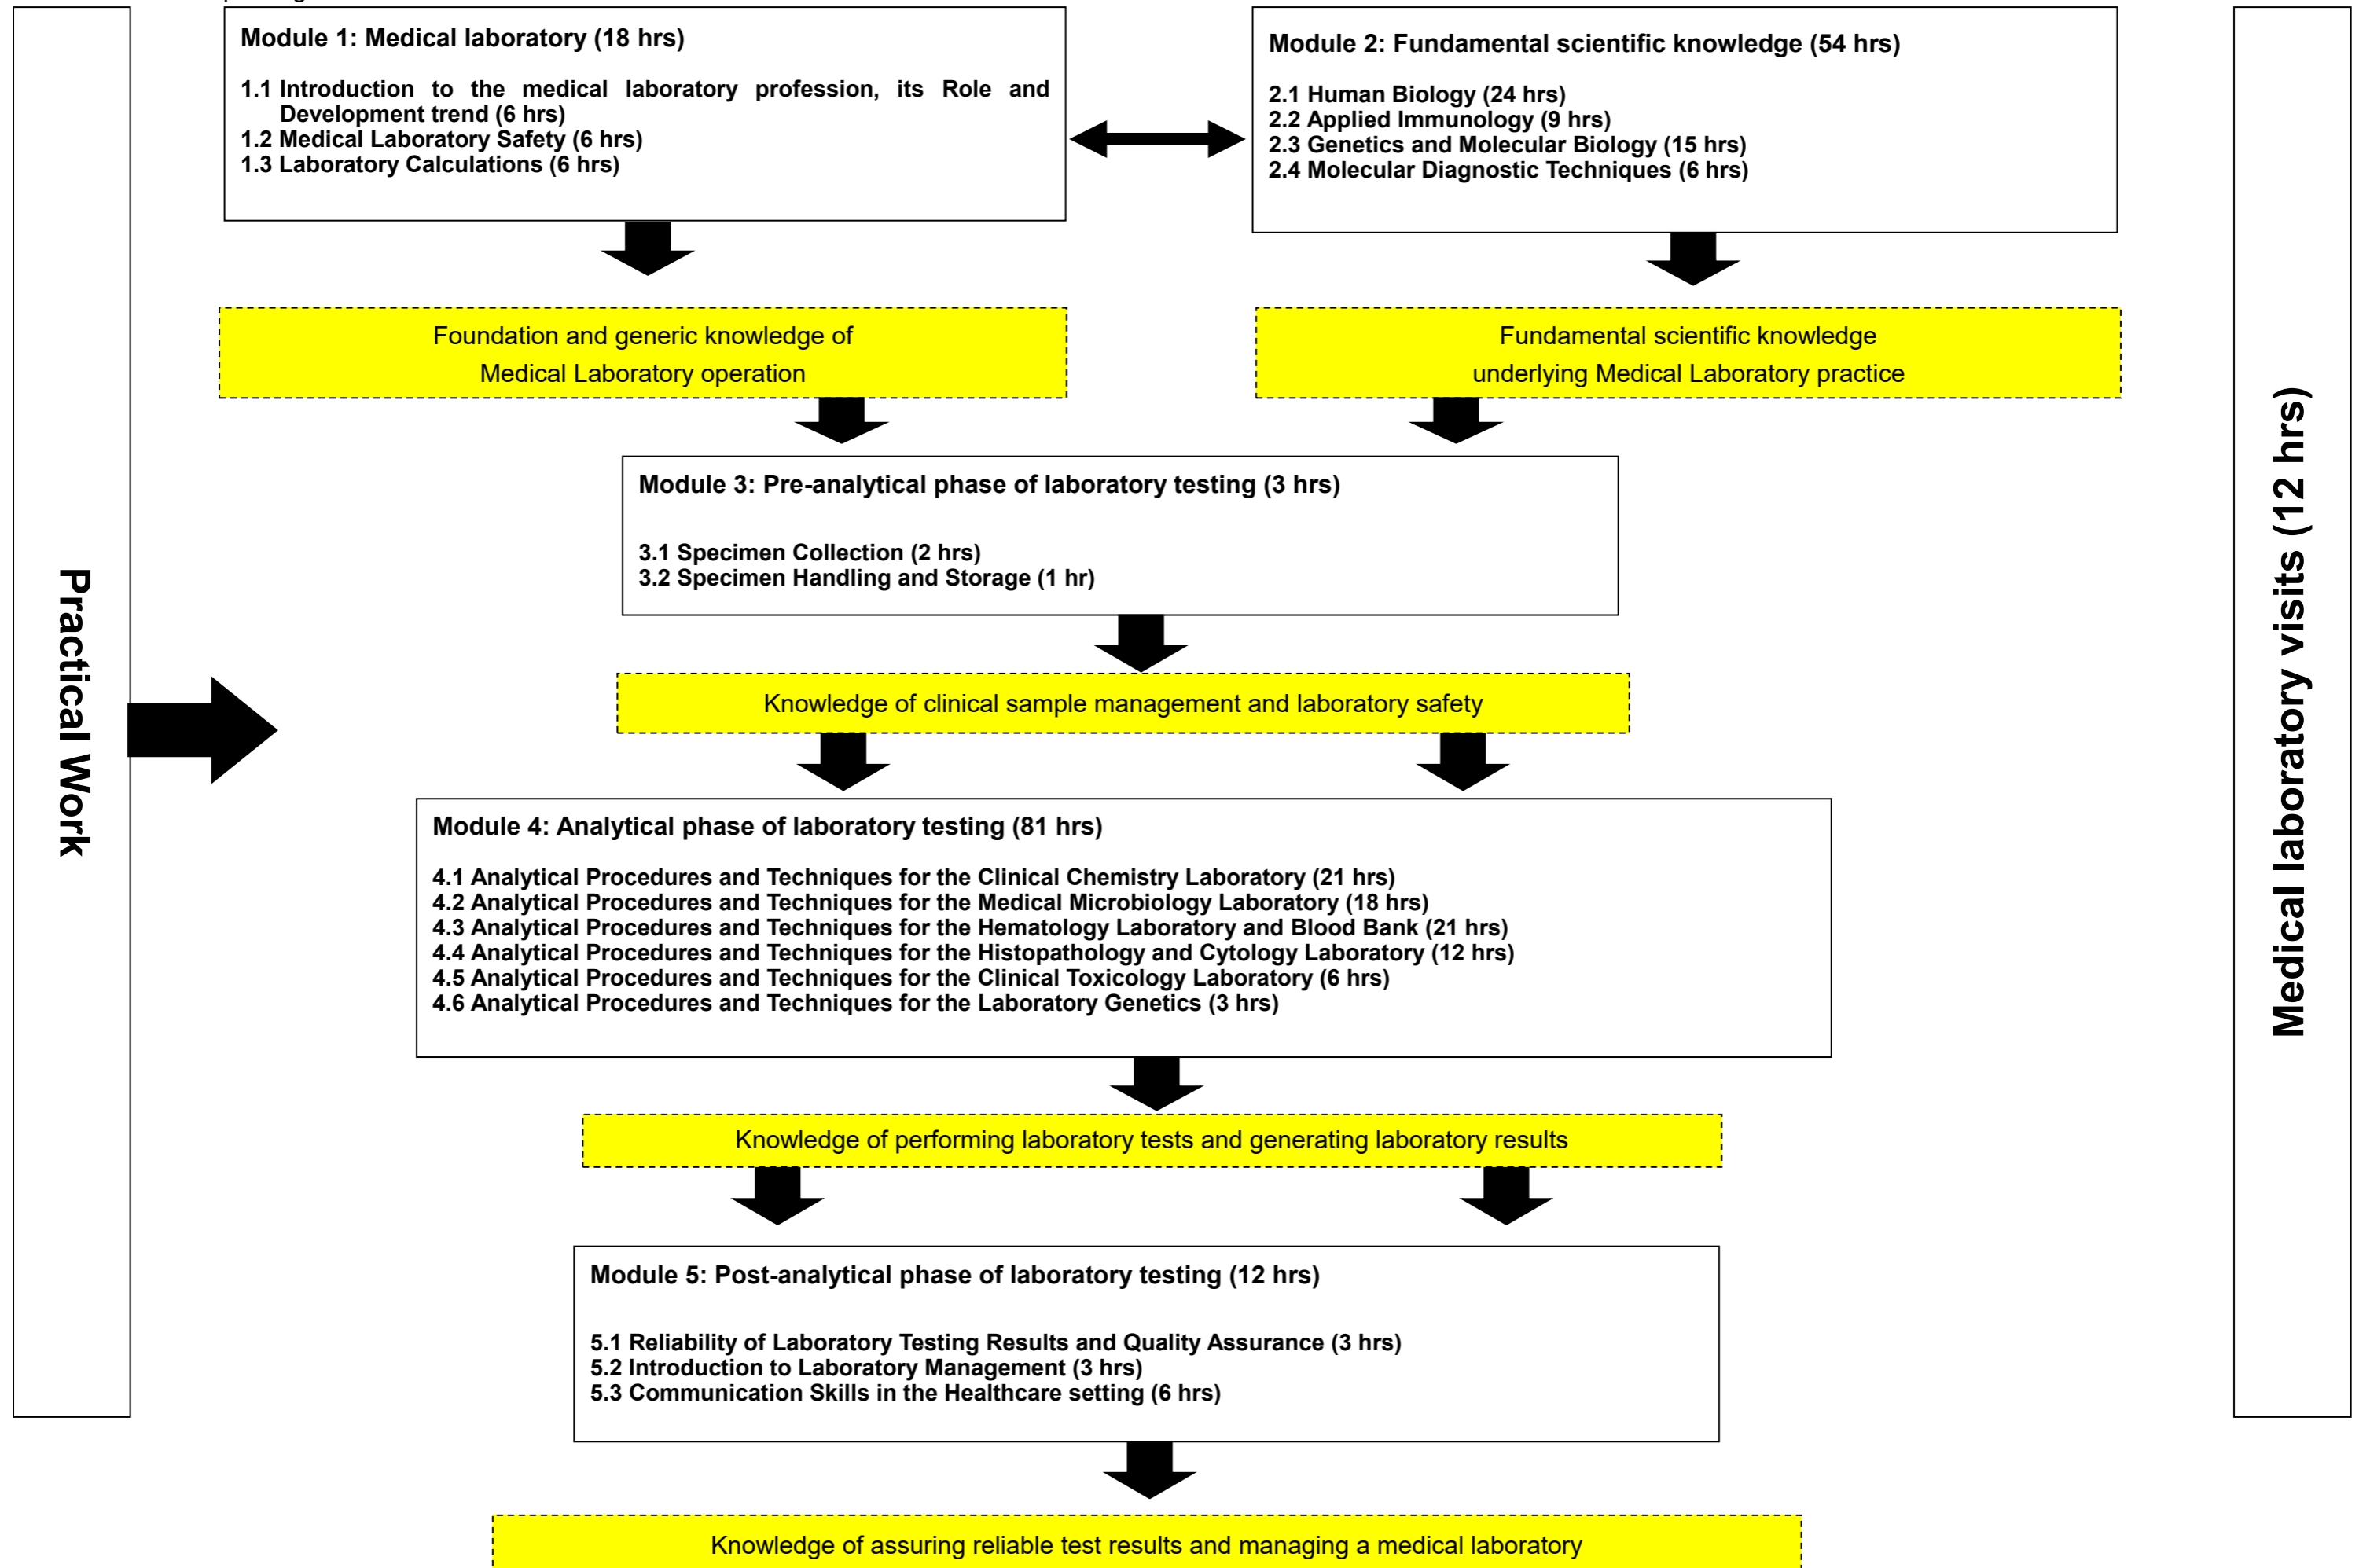 Module 1: Medical laboratory (18 hrs)
1.1 Introduction to the medical laboratory profession, its Role and
Development trend (6 hrs)
1.2 Medical Laboratory Safety (6 hrs)
1.3 Laboratory Calculations (6 hrs)
Module 2: Fundamental scientific knowledge (54 hrs)
2.1 Human Biology (24 hrs)
2.2 Applied Immunology (9 hrs)
2.3 Genetics and Molecular Biology (15 hrs)
2.4 Molecular Diagnostic Techniques (6 hrs)
Foundation and generic knowledge of
Medical Laboratory operation
Fundamental scientific knowledge
underlying Medical Laboratory practice
Module 3: Pre-analytical phase of laboratory testing (3 hrs)
3.1 Specimen Collection (2 hrs)
3.2 Specimen Handling and Storage (1 hr)
Practical Work
Medical laboratory visits (12 hrs)
Knowledge of clinical sample management and laboratory safety
Module 4: Analytical phase of laboratory testing (81 hrs)
4.1 Analytical Procedures and Techniques for the Clinical Chemistry Laboratory (21 hrs)
4.2 Analytical Procedures and Techniques for the Medical Microbiology Laboratory (18 hrs)
4.3 Analytical Procedures and Techniques for the Hematology Laboratory and Blood Bank (21 hrs)
4.4 Analytical Procedures and Techniques for the Histopathology and Cytology Laboratory (12 hrs)
4.5 Analytical Procedures and Techniques for the Clinical Toxicology Laboratory (6 hrs)
4.6 Analytical Procedures and Techniques for the Laboratory Genetics (3 hrs)
Knowledge of performing laboratory tests and generating laboratory results
Module 5: Post-analytical phase of laboratory testing (12 hrs)
5.1 Reliability of Laboratory Testing Results and Quality Assurance (3 hrs)
5.2 Introduction to Laboratory Management (3 hrs)
5.3 Communication Skills in the Healthcare setting (6 hrs)
Knowledge of assuring reliable test results and managing a medical laboratory